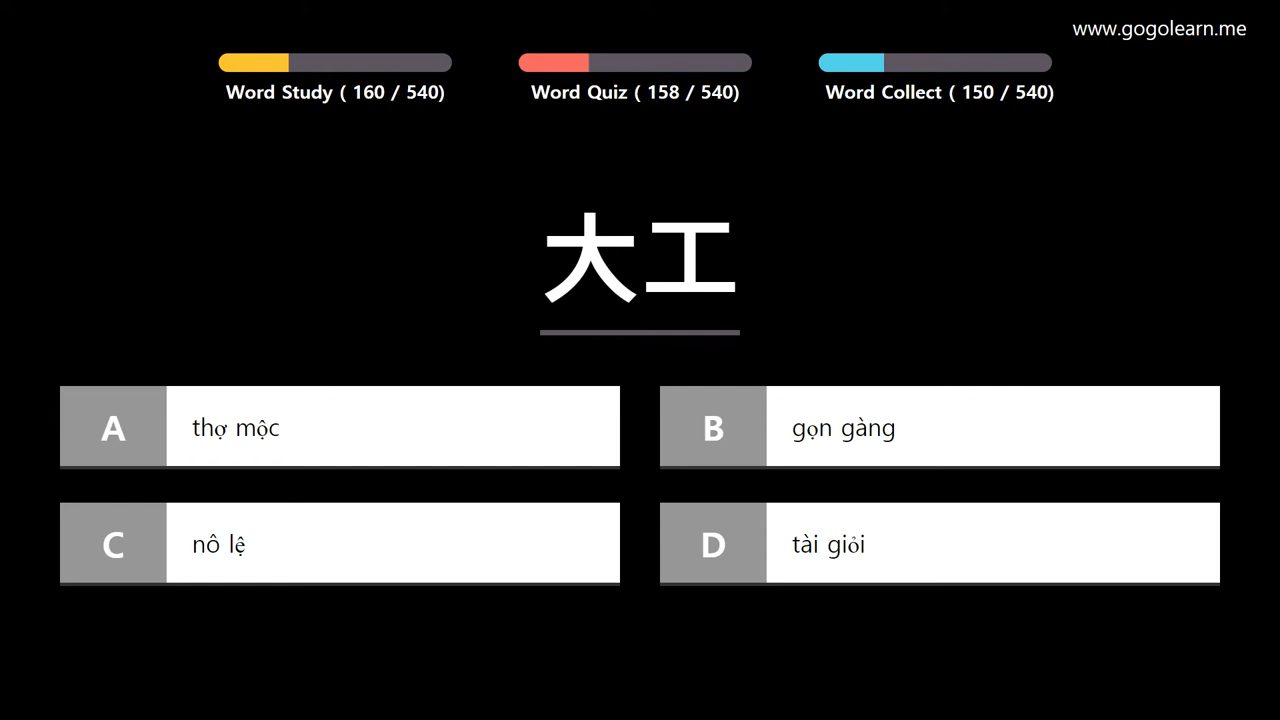 www.gogolearn.me
Word Study ( 160 / 540)
Word Quiz ( 158 / 540)
Word Collect ( 150 / 540)
大工
A thợ mộc
B gọn gàng
C nô lệ
D tài giỏi